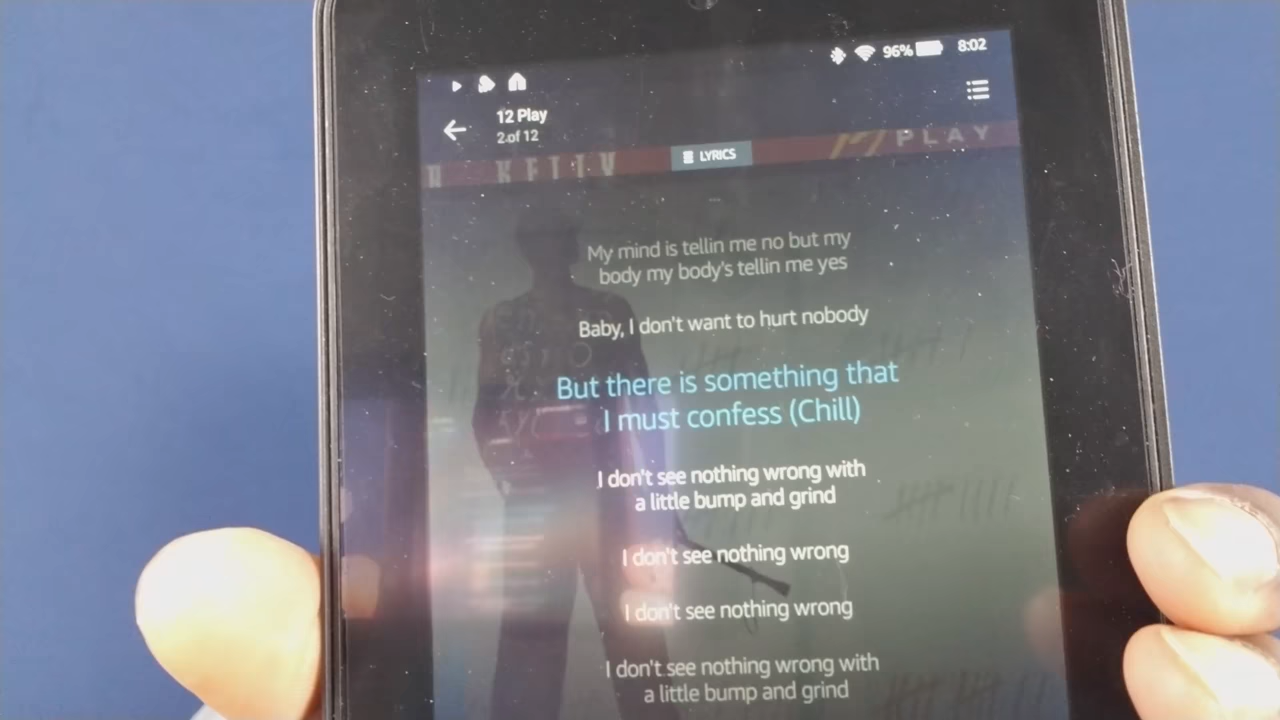 96% 8:02
12 Play
2 of 12
LYRICS
PLAY
My mind is tellin me no but my
body my body's tellin me yes
Baby, I don't want to hurt nobody
But there is something that
I must confess (Chill)
I don't see nothing wrong with
a little bump and grind
I don't see nothing wrong
I don't see nothing wrong
I don't see nothing wrong with
a little bump and grind